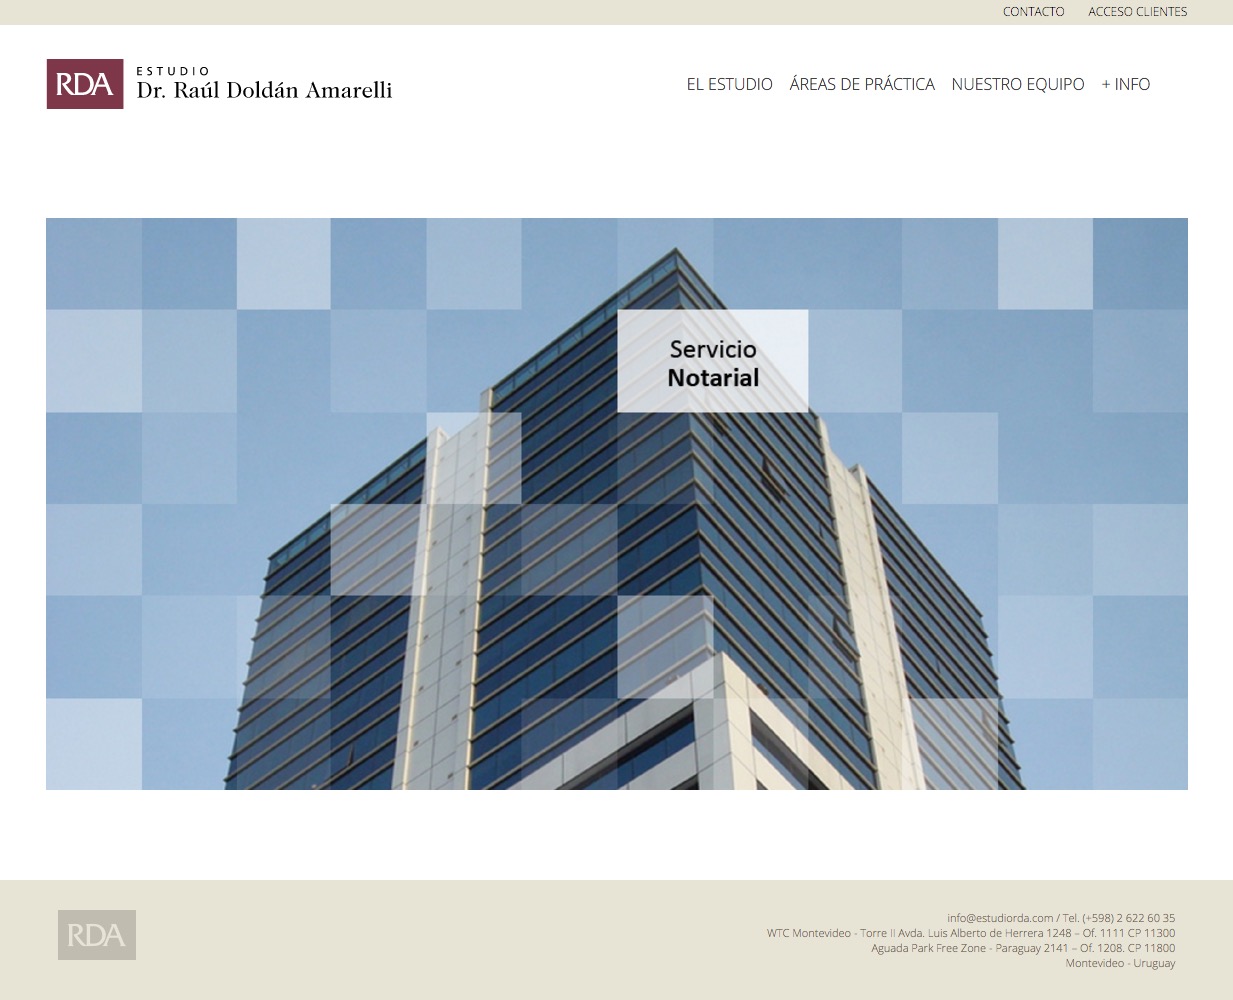 CONTACTO ACCESO CLIENTES
RDA
ESTUDIO
Dr. Raúl Doldán Amarelli
EL ESTUDIO ÁREAS DE PRÁCTICA NUESTRO EQUIPO + INFO
Servicio
Notarial
RDA
info@estudiorda.com / Tel. (+598) 2 622 60 35
WTC Montevideo - Torre II Avda. Luis Alberto de Herrera 1248 – Of. 1111 CP 11300
Aguada Park Free Zone - Paraguay 2141 – Of. 1208. CP 11800
Montevideo - Uruguay